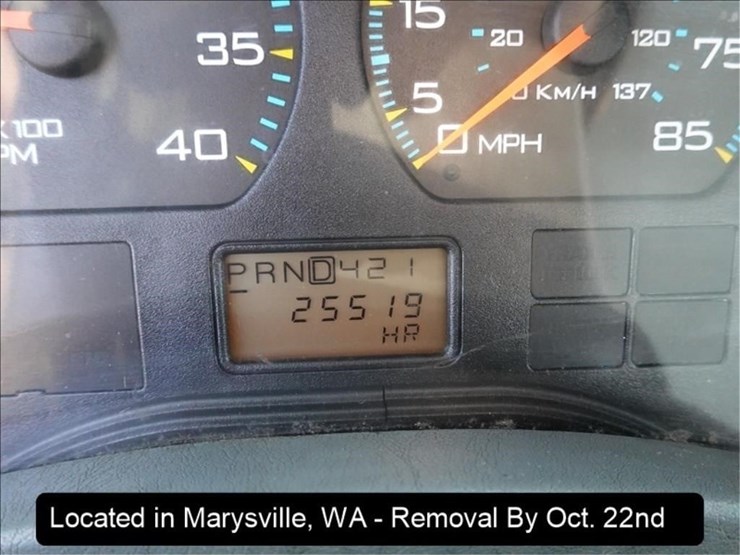 15
35
20
120
75
5
0 KM/H 137
X100
PM
40
0 MPH
85
PRND421
25519
HR
Located in Marysville, WA - Removal By Oct. 22nd